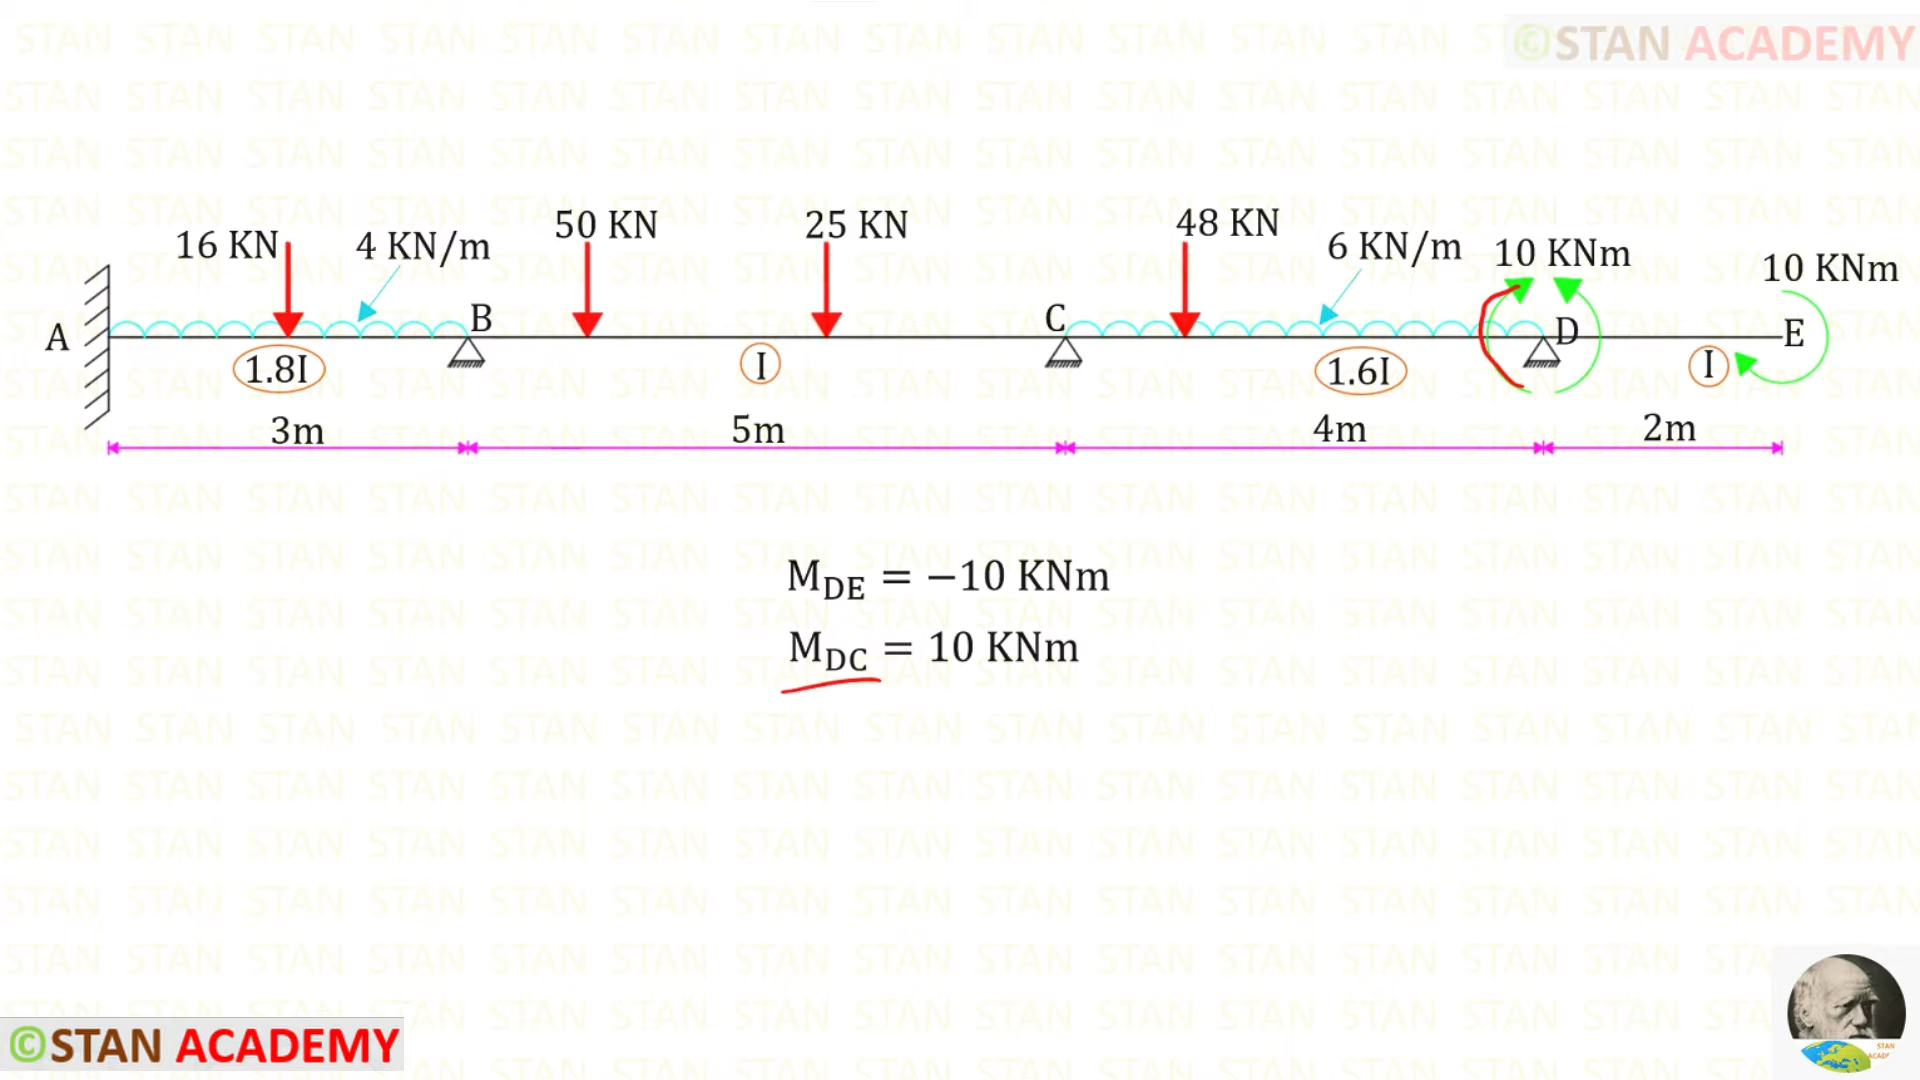 ©STAN ACADEMY
16 KN
4 KN/m
50 KN
25 KN
48 KN
6 KN/m
10 KNm
10 KNm
A
B
C
D
E
1.8I
I
1.6I
I
3m
5m
4m
2m
M_DE = −10 KNm
M_DC = 10 KNm
©STAN ACADEMY